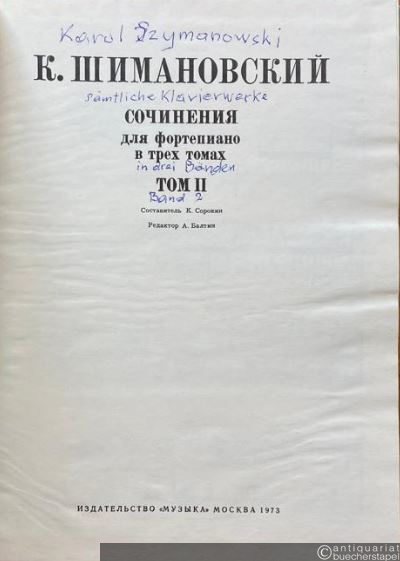 Karol Szymanowski
К. ШИМАНОВСКИЙ
sämtliche Klavierwerke
СОЧИНЕНИЯ
для фортепиано
в трех томах
in drei Bänden
ТОМ II
Band 2
Составитель К. Сорокин
Редактор А. Балтин
ИЗДАТЕЛЬСТВО «МУЗЫКА» МОСКВА 1973
antiquariat
buecherstapel